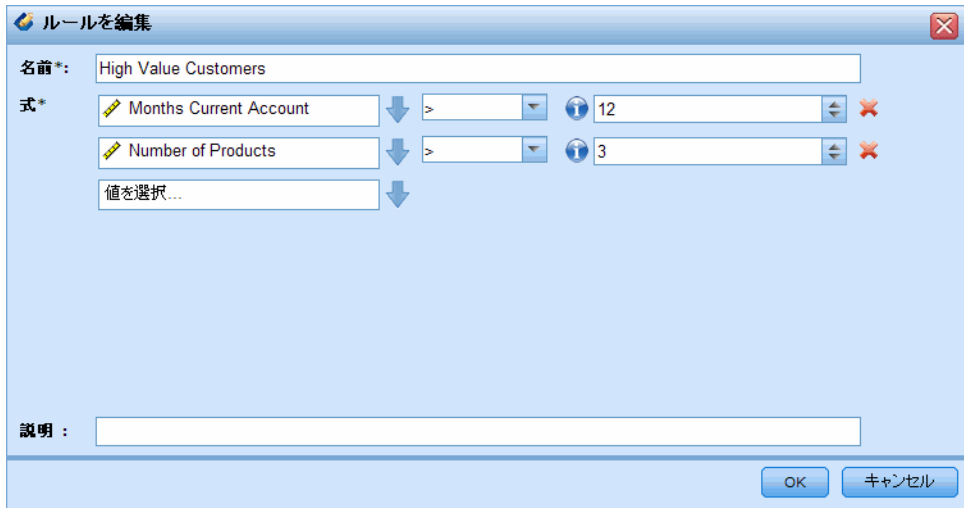 ルールを編集
名前*: High Value Customers
式* Months Current Account > 12
Number of Products > 3
値を選択...
説明 :
OK キャンセル